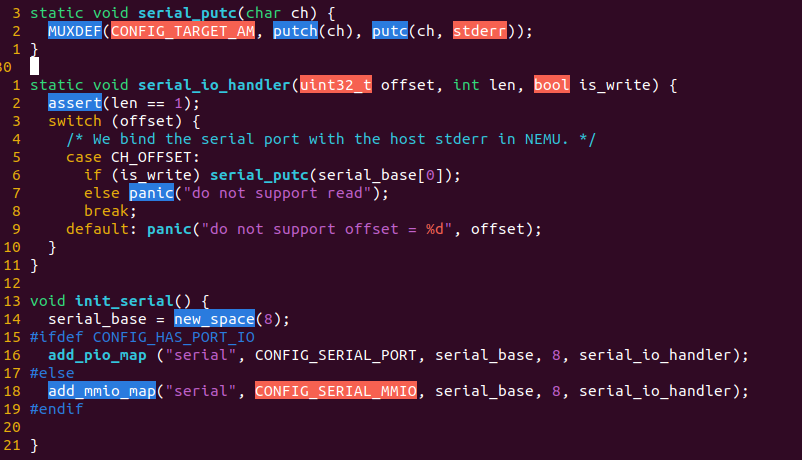 3 static void serial_putc(char ch) {
2   MUXDEF(CONFIG_TARGET_AM, putch(ch), putc(ch, stderr));
1 }
30
1 static void serial_io_handler(uint32_t offset, int len, bool is_write) {
2   assert(len == 1);
3   switch (offset) {
4     /* We bind the serial port with the host stderr in NEMU. */
5     case CH_OFFSET:
6       if (is_write) serial_putc(serial_base[0]);
7       else panic("do not support read");
8       break;
9     default: panic("do not support offset = %d", offset);
10   }
11 }
12
13 void init_serial() {
14   serial_base = new_space(8);
15 #ifdef CONFIG_HAS_PORT_IO
16   add_pio_map ("serial", CONFIG_SERIAL_PORT, serial_base, 8, serial_io_handler);
17 #else
18   add_mmio_map("serial", CONFIG_SERIAL_MMIO, serial_base, 8, serial_io_handler);
19 #endif
20
21 }